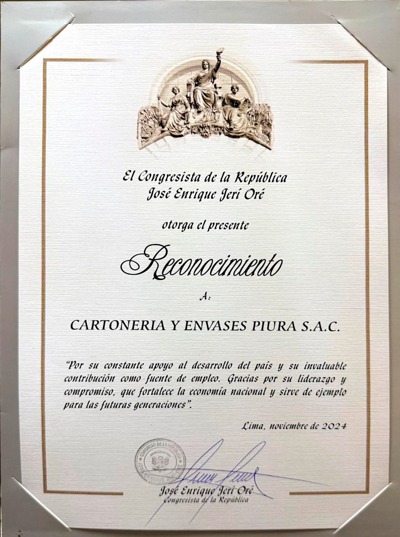 El Congresista de la República
José Enrique Jerí Oré
otorga el presente
Reconocimiento
A:
CARTONERIA Y ENVASES PIURA S.A.C.
"Por su constante apoyo al desarrollo del país y su invaluable
contribución como fuente de empleo. Gracias por su liderazgo y
compromiso, que fortalece la economía nacional y sirve de ejemplo
para las futuras generaciones".
Lima, noviembre de 2024
José Enrique Jerí Oré
Congresista de la República